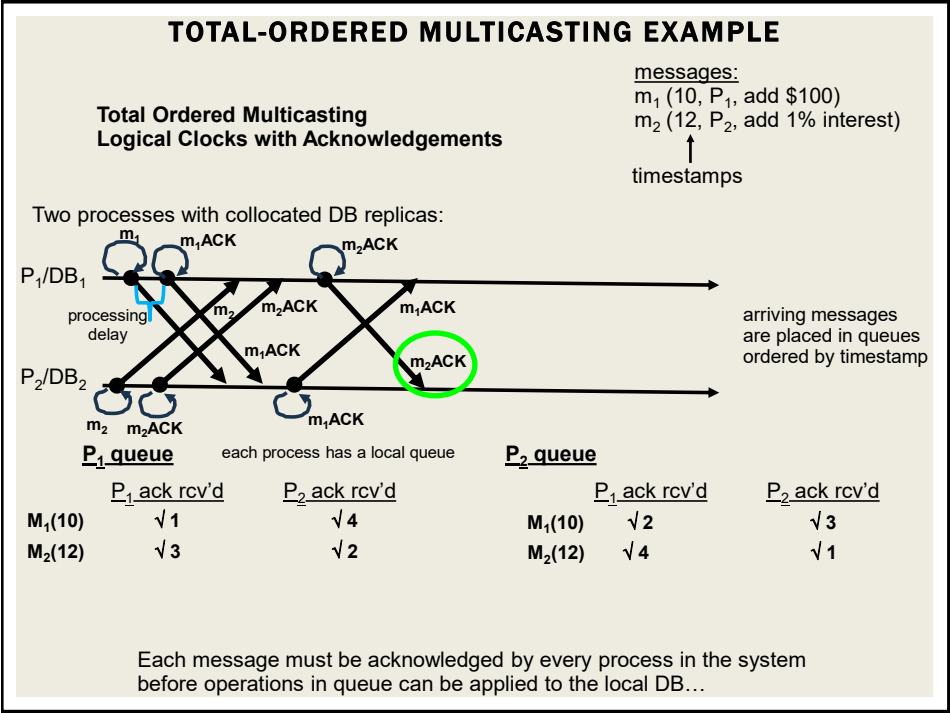 TOTAL-ORDERED MULTICASTING EXAMPLE
messages:
m1 (10, P1, add $100)
m2 (12, P2, add 1% interest)
timestamps
Total Ordered Multicasting
Logical Clocks with Acknowledgements
Two processes with collocated DB replicas:
m1
m1ACK
m2ACK
P1/DB1
processing
delay
m2
m2ACK
m1ACK
m1ACK
m2ACK
arriving messages
are placed in queues
ordered by timestamp
P2/DB2
m2
m2ACK
m1ACK
P1 queue
each process has a local queue
P2 queue
P1 ack rcv’d P2 ack rcv’d
M1(10) √ 1 √ 4
M2(12) √ 3 √ 2
P1 ack rcv’d P2 ack rcv’d
M1(10) √ 2 √ 3
M2(12) √ 4 √ 1
Each message must be acknowledged by every process in the system
before operations in queue can be applied to the local DB…